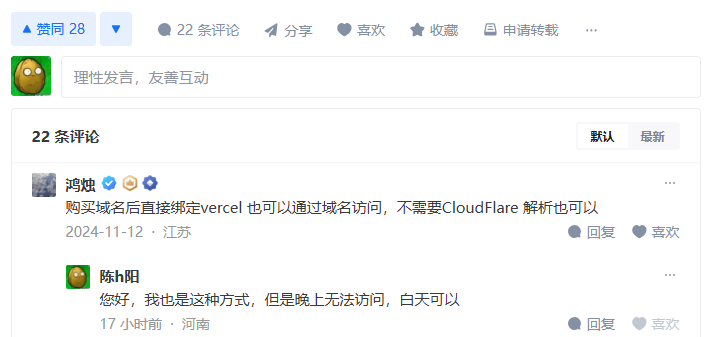 赞同 28 22 条评论 分享 喜欢 收藏 申请转载
理性发言，友善互动
22 条评论 默认 最新
鸿烛
购买域名后直接绑定vercel 也可以通过域名访问，不需要CloudFlare 解析也可以
2024-11-12 · 江苏 回复 喜欢
陈h阳
您好，我也是这种方式，但是晚上无法访问，白天可以
17 小时前 · 河南 回复 喜欢